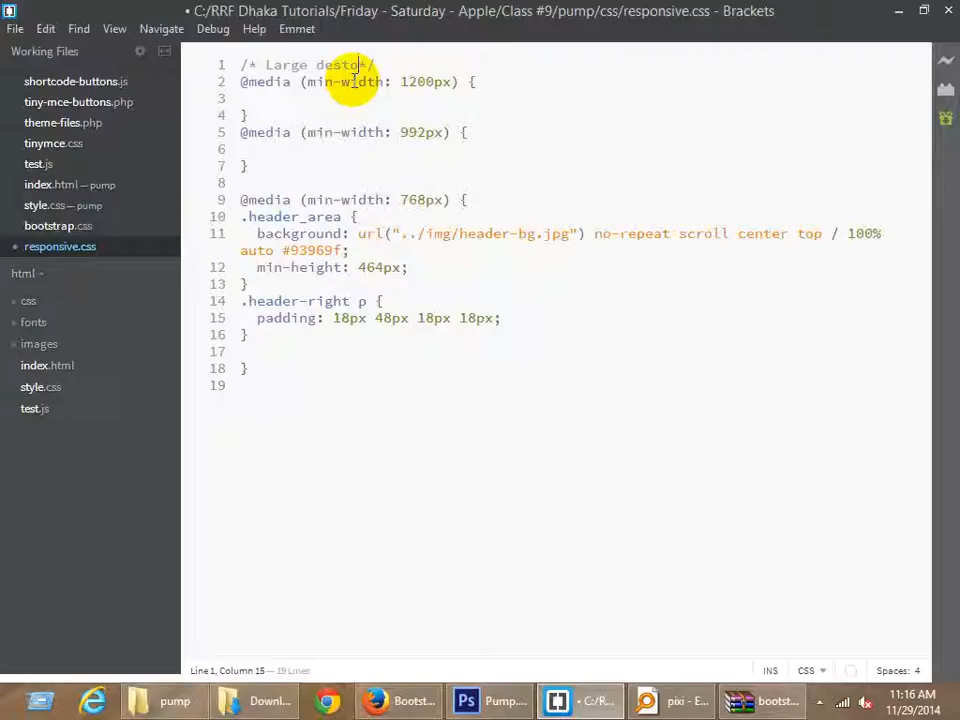 • C:/RRF Dhaka Tutorials/Friday - Saturday - Apple/Class #9/pump/css/responsive.css - Brackets
File Edit Find View Navigate Debug Help Emmet
Working Files
shortcode-buttons.js
tiny-mce-buttons.php
theme-files.php
tinymce.css
test.js
index.html — pump
style.css — pump
bootstrap.css
responsive.css
html
css
fonts
images
index.html
style.css
test.js
1 /* Large desto*/
2 @media (min-width: 1200px) {
3
4 }
5 @media (min-width: 992px) {
6
7 }
8
9 @media (min-width: 768px) {
10 .header_area {
11 background: url("../img/header-bg.jpg") no-repeat scroll center top / 100%
auto #93969f;
12 min-height: 464px;
13 }
14 .header-right p {
15 padding: 18px 48px 18px 18px;
16 }
17
18 }
19
Line 1, Column 15 — 19 Lines
INS CSS Spaces: 4
pump Downl... Bootst... Pump.... • C:/R... pixi - E... bootst...
11:16 AM
11/29/2014